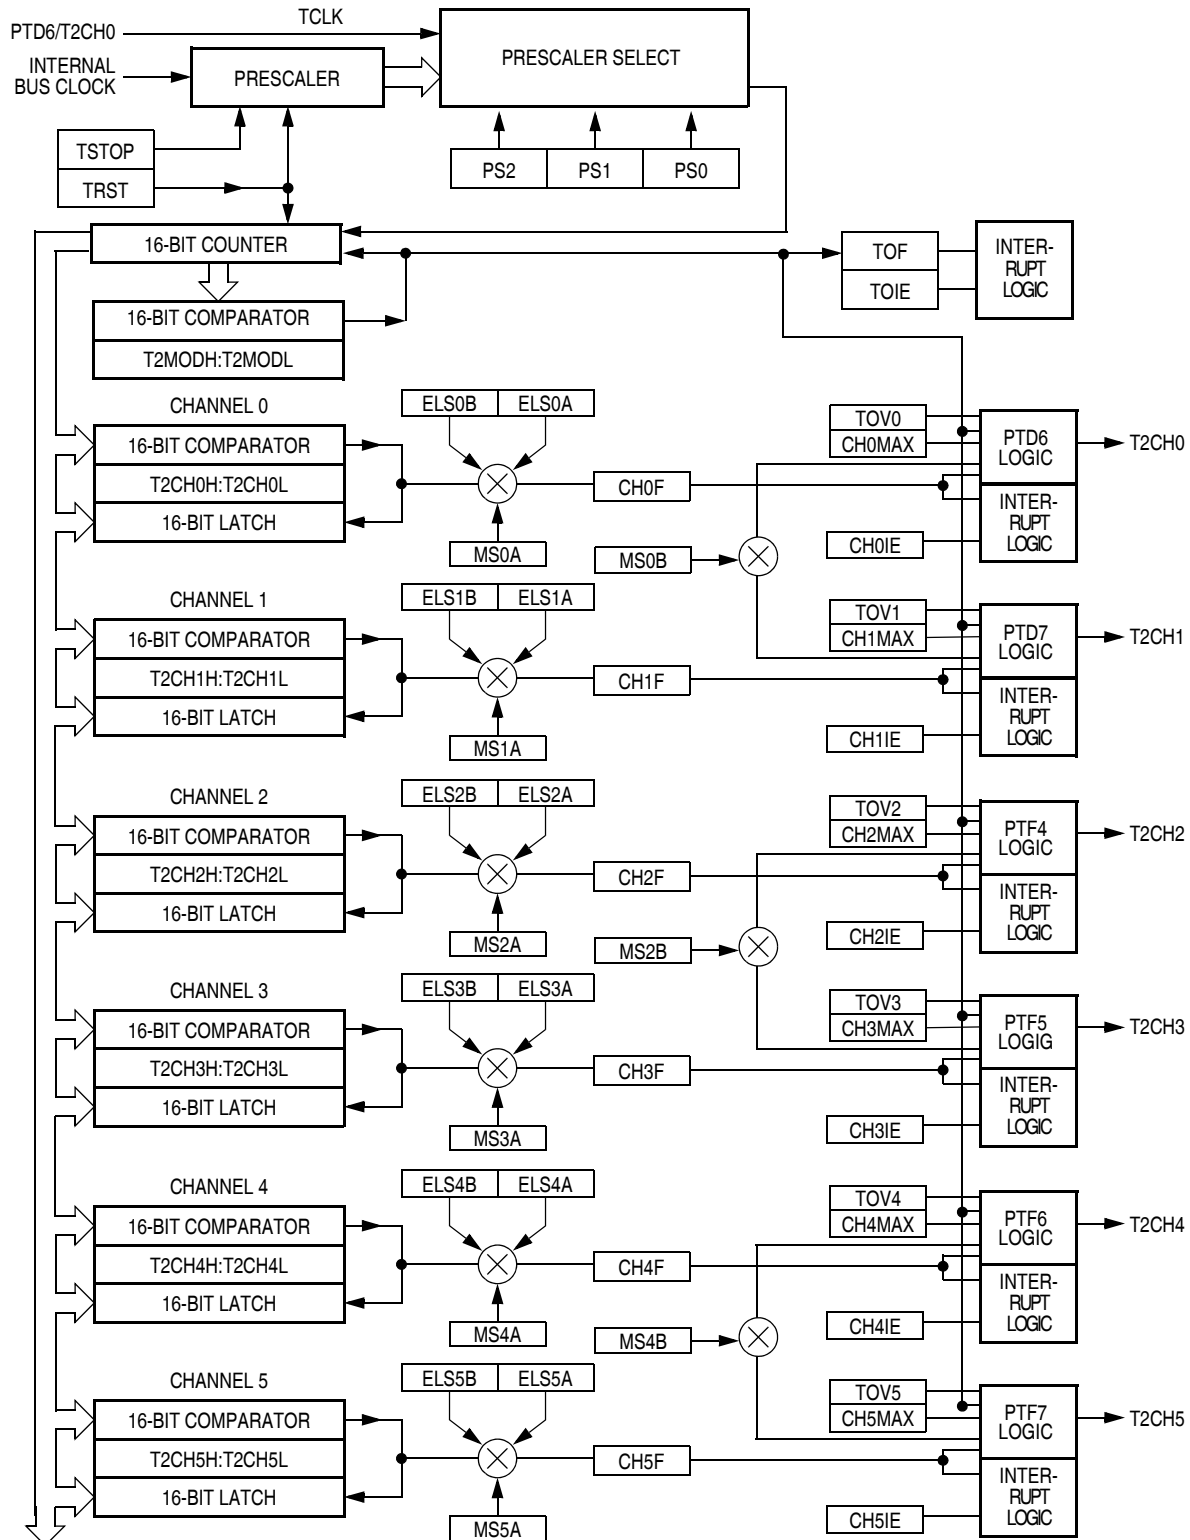 TCLK
PTD6/T2CH0
INTERNAL
BUS CLOCK
PRESCALER
PRESCALER SELECT
TSTOP
TRST
PS2 PS1 PS0
16-BIT COUNTER
TOF
TOIE
INTER-
RUPT
LOGIC
16-BIT COMPARATOR
T2MODH:T2MODL
CHANNEL 0
ELS0B ELS0A
TOV0
CH0MAX
16-BIT COMPARATOR
T2CH0H:T2CH0L
16-BIT LATCH
CH0F
PTD6
LOGIC
T2CH0
INTER-
RUPT
LOGIC
MS0A
MS0B
CH0IE
CHANNEL 1
ELS1B ELS1A
TOV1
CH1MAX
16-BIT COMPARATOR
T2CH1H:T2CH1L
16-BIT LATCH
CH1F
PTD7
LOGIC
T2CH1
INTER-
RUPT
LOGIC
MS1A
CH1IE
CHANNEL 2
ELS2B ELS2A
TOV2
CH2MAX
16-BIT COMPARATOR
T2CH2H:T2CH2L
16-BIT LATCH
CH2F
PTF4
LOGIC
T2CH2
INTER-
RUPT
LOGIC
MS2A
MS2B
CH2IE
CHANNEL 3
ELS3B ELS3A
TOV3
CH3MAX
16-BIT COMPARATOR
T2CH3H:T2CH3L
16-BIT LATCH
CH3F
PTF5
LOGIG
T2CH3
INTER-
RUPT
LOGIC
MS3A
CH3IE
CHANNEL 4
ELS4B ELS4A
TOV4
CH4MAX
16-BIT COMPARATOR
T2CH4H:T2CH4L
16-BIT LATCH
CH4F
PTF6
LOGIC
T2CH4
INTER-
RUPT
LOGIC
MS4A
MS4B
CH4IE
CHANNEL 5
ELS5B ELS5A
TOV5
CH5MAX
16-BIT COMPARATOR
T2CH5H:T2CH5L
16-BIT LATCH
CH5F
PTF7
LOGIC
T2CH5
INTER-
RUPT
LOGIC
MS5A
CH5IE